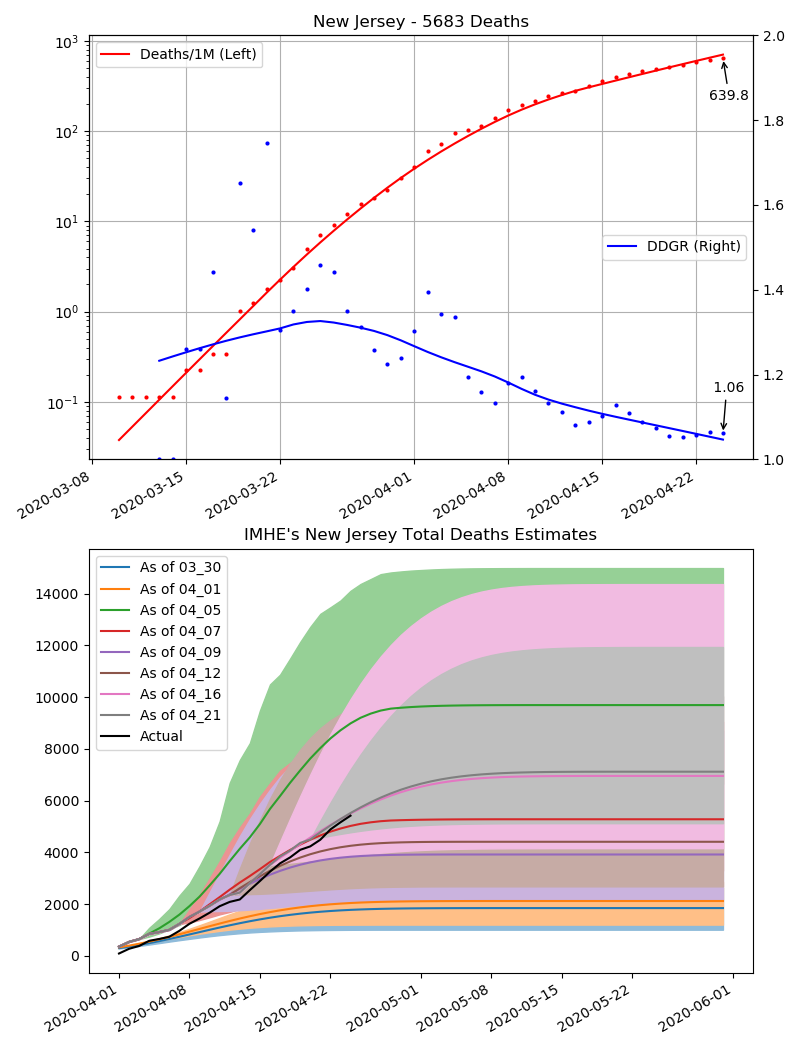 New Jersey - 5683 Deaths
10³
10²
10¹
10⁰
10⁻¹
Deaths/1M (Left)
DDGR (Right)
639.8
1.06
2.0
1.8
1.6
1.4
1.2
1.0
2020-03-08
2020-03-15
2020-03-22
2020-04-01
2020-04-08
2020-04-15
2020-04-22
IMHE's New Jersey Total Deaths Estimates
14000
12000
10000
8000
6000
4000
2000
0
As of 03_30
As of 04_01
As of 04_05
As of 04_07
As of 04_09
As of 04_12
As of 04_16
As of 04_21
Actual
2020-04-01
2020-04-08
2020-04-15
2020-04-22
2020-05-01
2020-05-08
2020-05-15
2020-05-22
2020-06-01